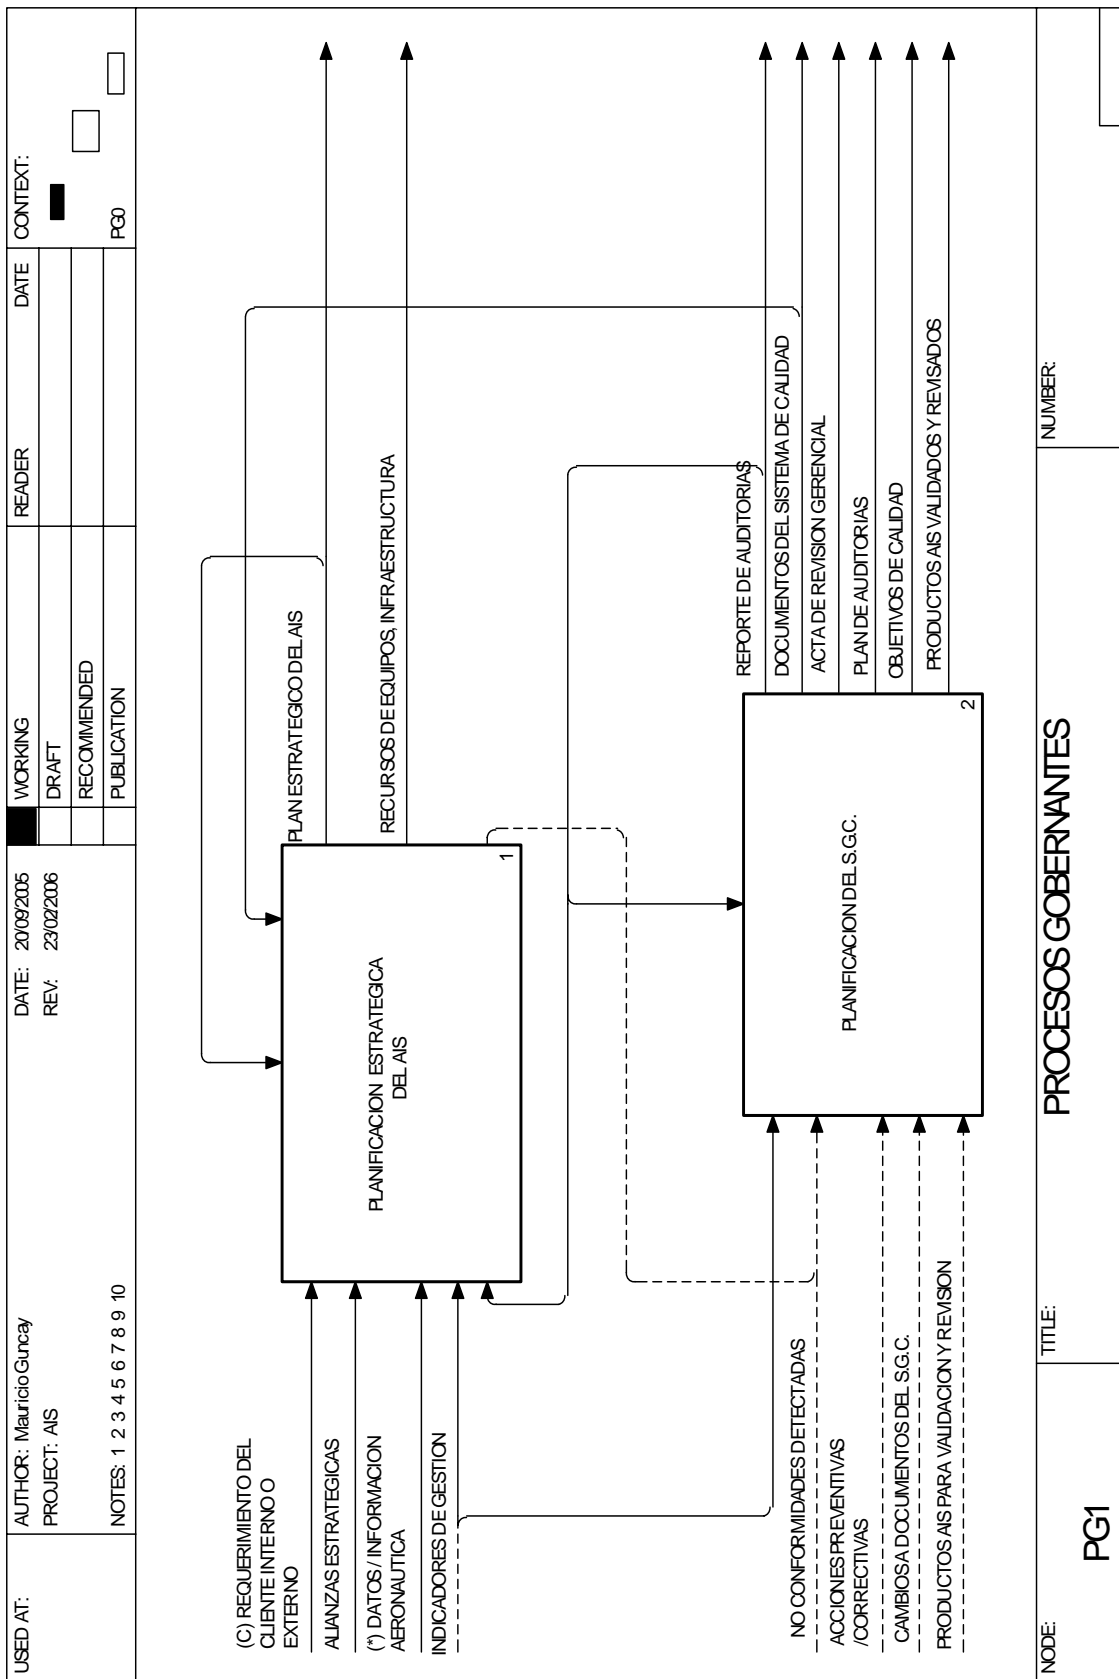 USED AT:
AUTHOR: Mauricio Guncay
PROJECT: AIS
NOTES: 1 2 3 4 5 6 7 8 9 10
DATE: 20/09/2005
REV: 23/02/2006
WORKING
DRAFT
RECOMMENDED
PUBLICATION
READER
DATE
CONTEXT:
PG0
(C) REQUERIMIENTO DEL
CLIENTE INTERNO O
EXTERNO
ALIANZAS ESTRATEGICAS
(*) DATOS / INFORMACION
AERONAUTICA
INDICADORES DE GESTION
PLANIFICACION ESTRATEGICA
DEL AIS
1
PLAN ESTRATEGICO DEL AIS
RECURSOS DE EQUIPOS, INFRAESTRUCTURA
NO CONFORMIDADES DETECTADAS
ACCIONES PREVENTIVAS
/CORRECTIVAS
CAMBIOS A DOCUMENTOS DEL S.G.C.
PRODUCTOS AIS PARA VALIDACION Y REVISION
PLANIFICACION DEL S.G.C.
2
REPORTE DE AUDITORIAS
DOCUMENTOS DEL SISTEMA DE CALIDAD
ACTA DE REVISION GERENCIAL
PLAN DE AUDITORIAS
OBJETIVOS DE CALIDAD
PRODUCTOS AIS VALIDADOS Y REVISADOS
NODE:
PG1
TITLE:
PROCESOS GOBERNANTES
NUMBER: